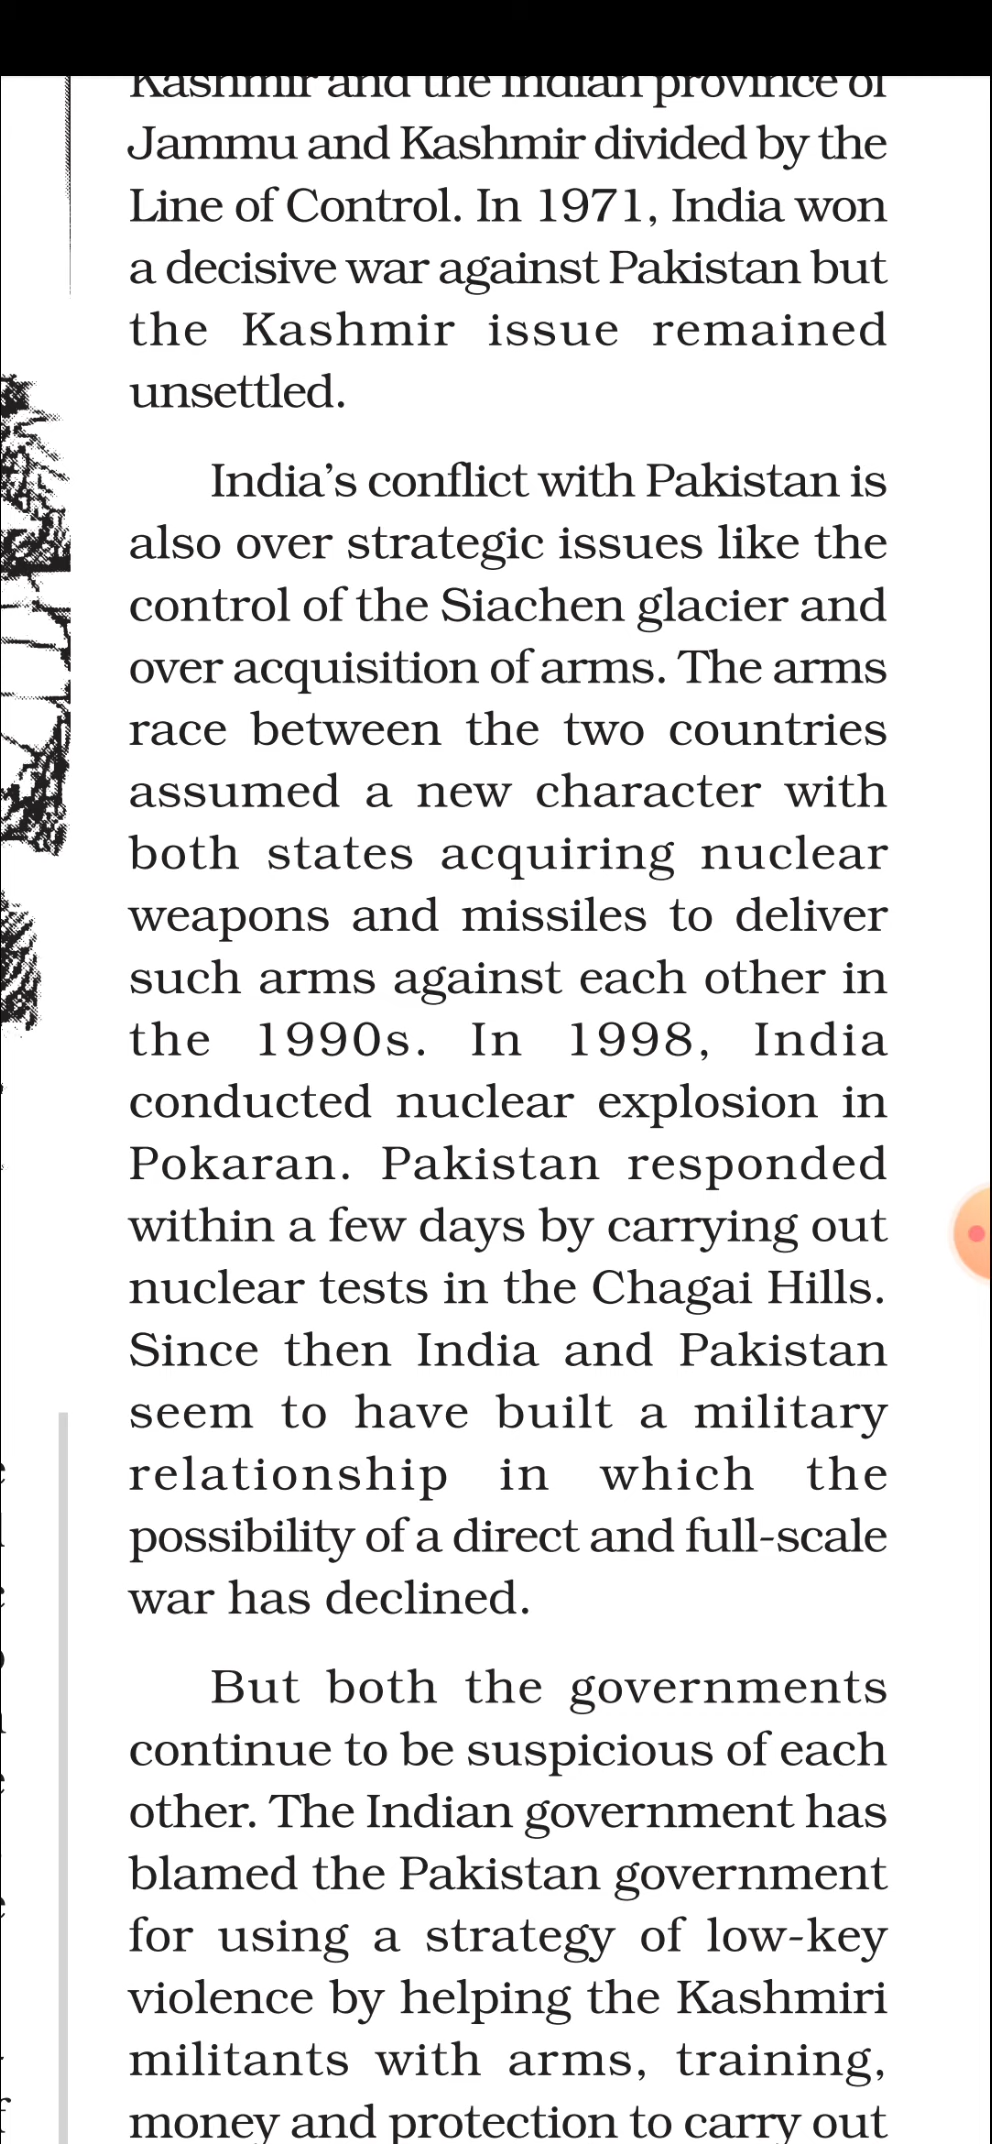 Kashmir and the Indian province of
Jammu and Kashmir divided by the
Line of Control. In 1971, India won
a decisive war against Pakistan but
the Kashmir issue remained
unsettled.
India’s conflict with Pakistan is
also over strategic issues like the
control of the Siachen glacier and
over acquisition of arms. The arms
race between the two countries
assumed a new character with
both states acquiring nuclear
weapons and missiles to deliver
such arms against each other in
the 1990s. In 1998, India
conducted nuclear explosion in
Pokaran. Pakistan responded
within a few days by carrying out
nuclear tests in the Chagai Hills.
Since then India and Pakistan
seem to have built a military
relationship in which the
possibility of a direct and full-scale
war has declined.
But both the governments
continue to be suspicious of each
other. The Indian government has
blamed the Pakistan government
for using a strategy of low-key
violence by helping the Kashmiri
militants with arms, training,
money and protection to carry out